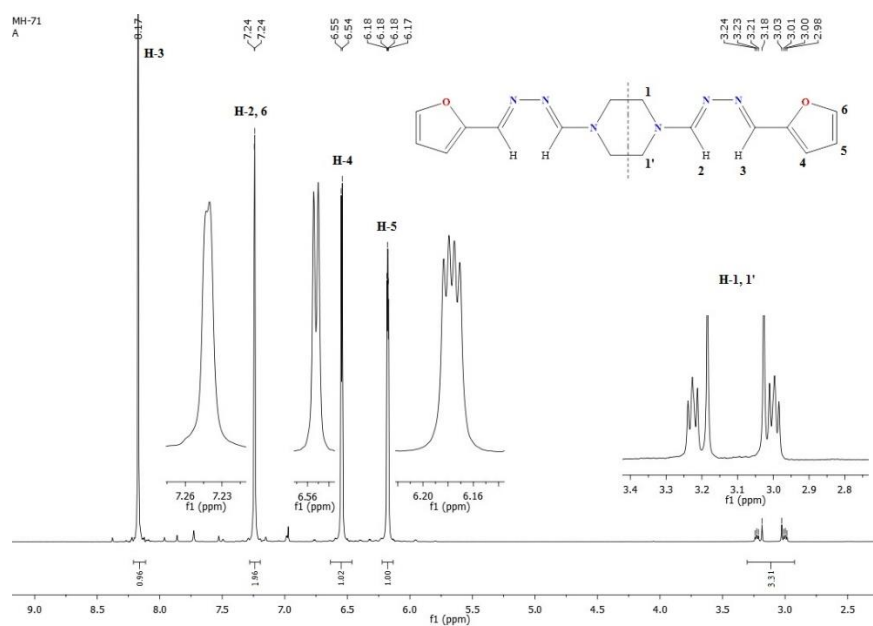 MH-71
A
8.17
7.24
7.24
6.55
6.54
6.18
6.18
6.18
6.17
3.24
3.23
3.21
3.18
3.03
3.01
3.00
2.98
H-3
H-2, 6
H-4
H-5
H-1, 1'
O N N N N N N O
H H H H
1 1' 2 3 4 5 6
7.26 7.23
f1 (ppm)
6.56
f1 (ppm)
6.20 6.16
f1 (ppm)
3.4 3.3 3.2 3.1 3.0 2.9 2.8
f1 (ppm)
0.96
1.96
1.02
1.00
3.31
9.0 8.5 8.0 7.5 7.0 6.5 6.0 5.5 5.0 4.5 4.0 3.5 3.0 2.5
f1 (ppm)